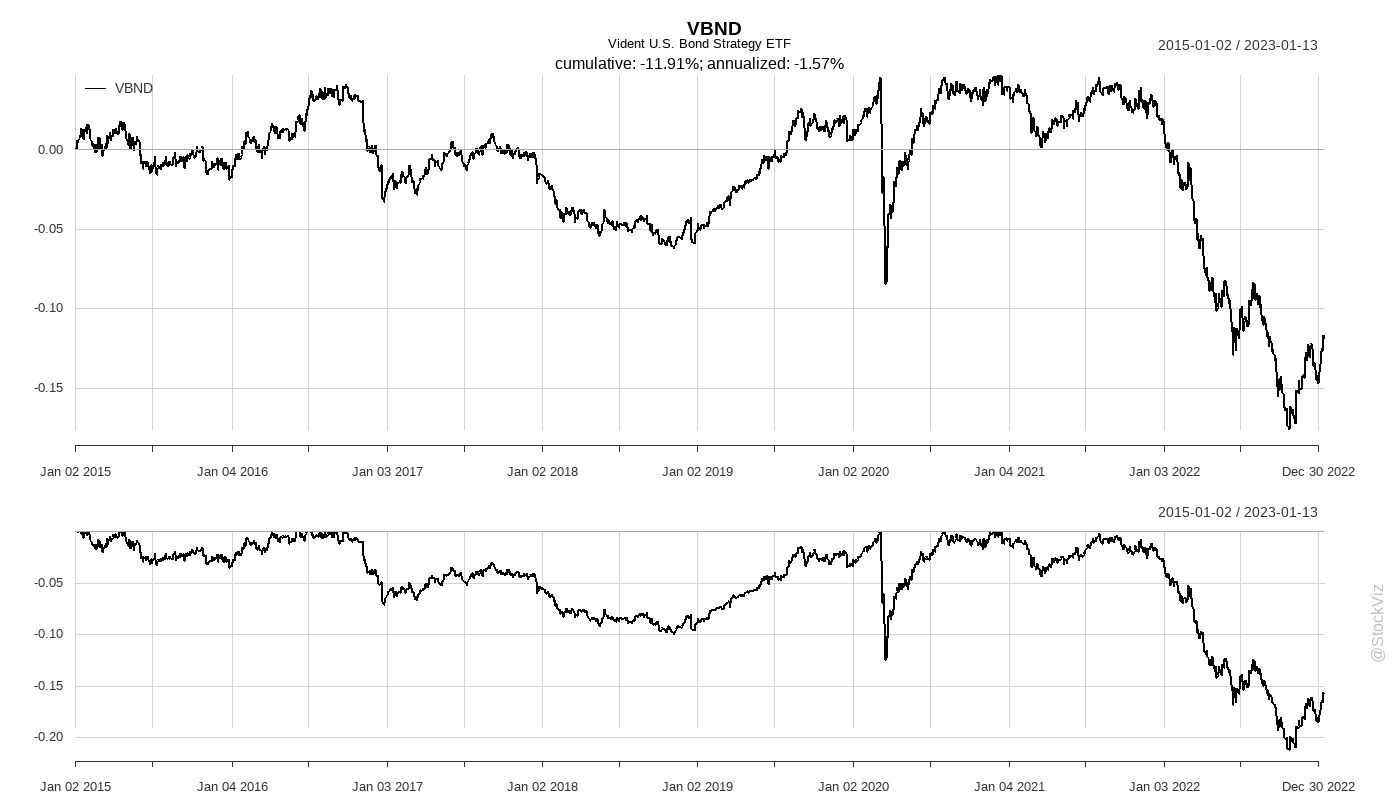 VBND
Vident U.S. Bond Strategy ETF
2015-01-02 / 2023-01-13
cumulative: -11.91%; annualized: -1.57%
VBND
0.00
-0.05
-0.10
-0.15
Jan 02 2015 Jan 04 2016 Jan 03 2017 Jan 02 2018 Jan 02 2019 Jan 02 2020 Jan 04 2021 Jan 03 2022 Dec 30 2022
2015-01-02 / 2023-01-13
-0.05
-0.10
-0.15
-0.20
Jan 02 2015 Jan 04 2016 Jan 03 2017 Jan 02 2018 Jan 02 2019 Jan 02 2020 Jan 04 2021 Jan 03 2022 Dec 30 2022
@StockViz